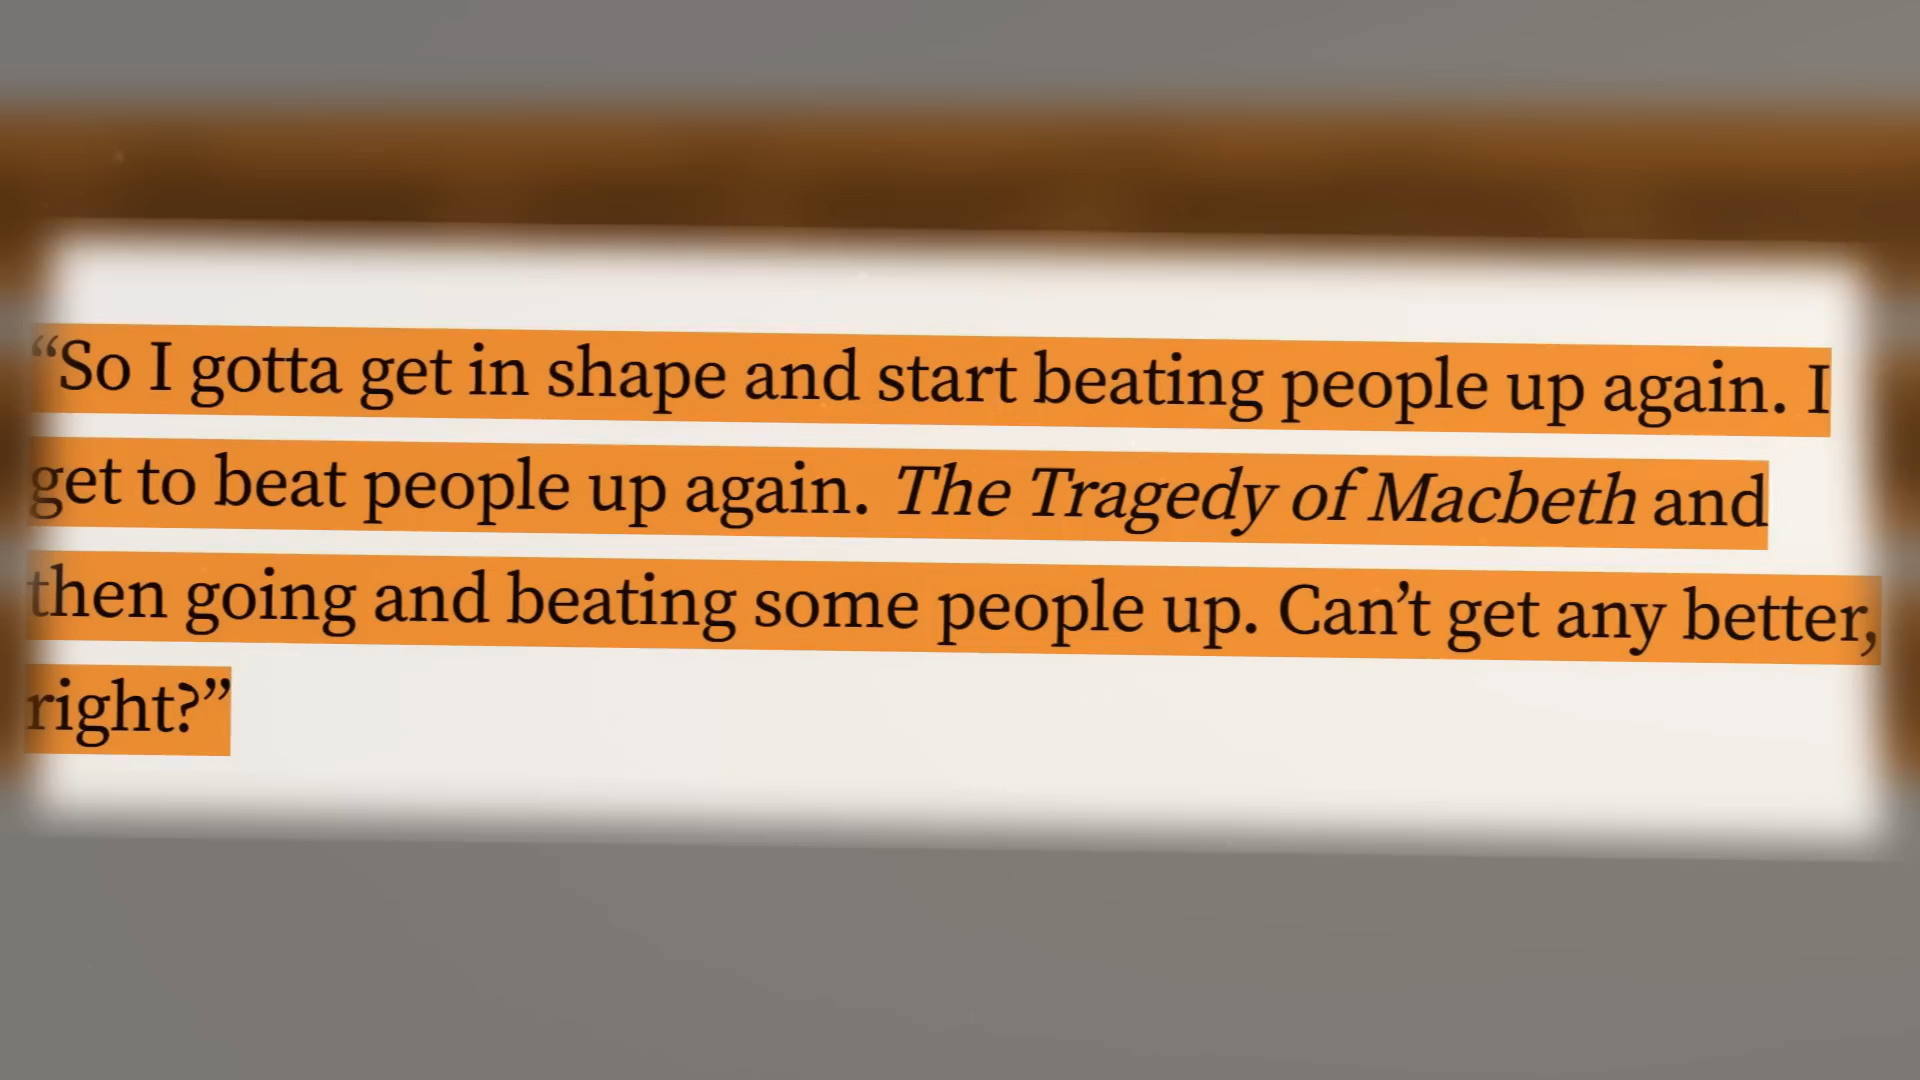 “So I gotta get in shape and start beating people up again. I
get to beat people up again. The Tragedy of Macbeth and
then going and beating some people up. Can’t get any better,
right?”